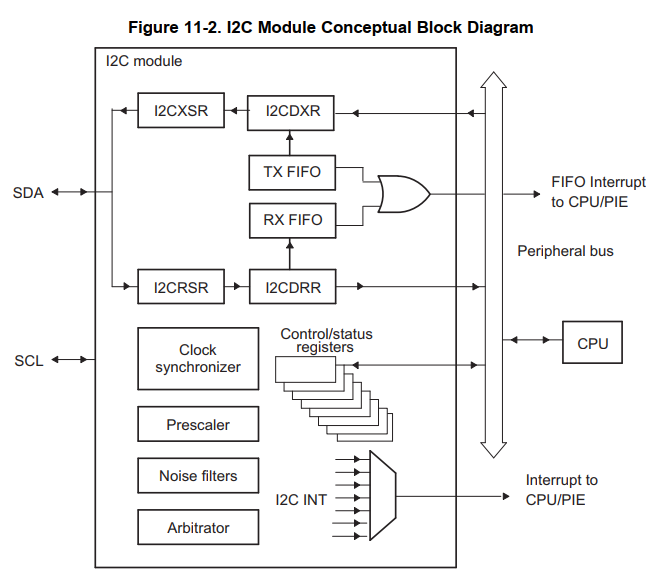 Figure 11-2. I2C Module Conceptual Block Diagram
I2C module
I2CXSR
I2CDXR
TX FIFO
SDA
FIFO Interrupt
to CPU/PIE
RX FIFO
Peripheral bus
I2CRSR
I2CDRR
Control/status
registers
Clock
synchronizer
SCL
CPU
Prescaler
Noise filters
I2C INT
Interrupt to
CPU/PIE
Arbitrator